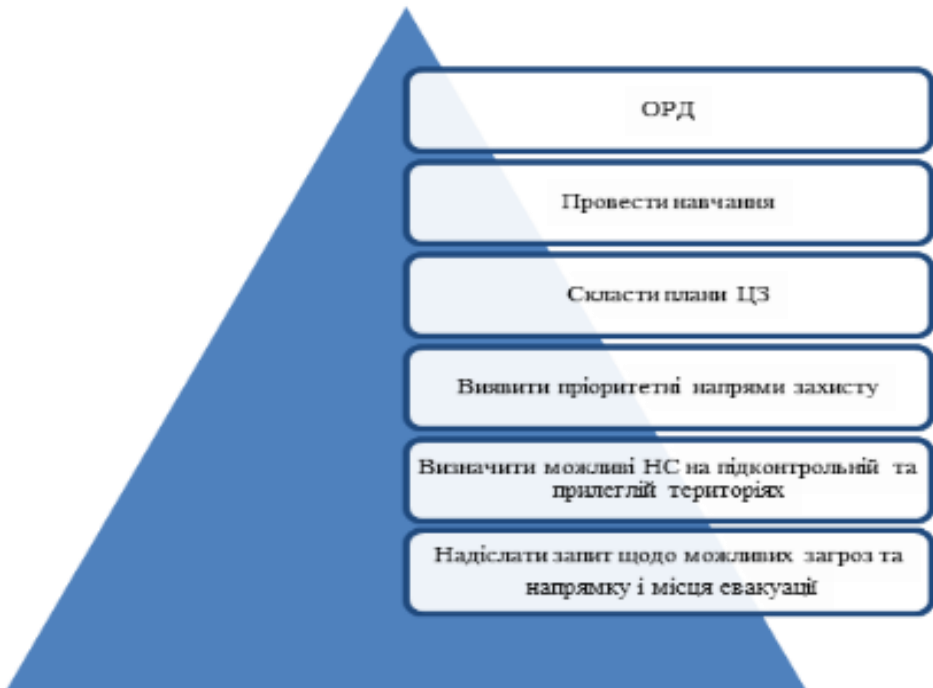 ОРД
Провести навчання
Скласти плани ЦЗ
Виявити пріоритетні напрями захисту
Визначити можливі НС на підконтрольній та
прилеглій територіях
Надіслати запит щодо можливих загроз та
напрямку і місця евакуації